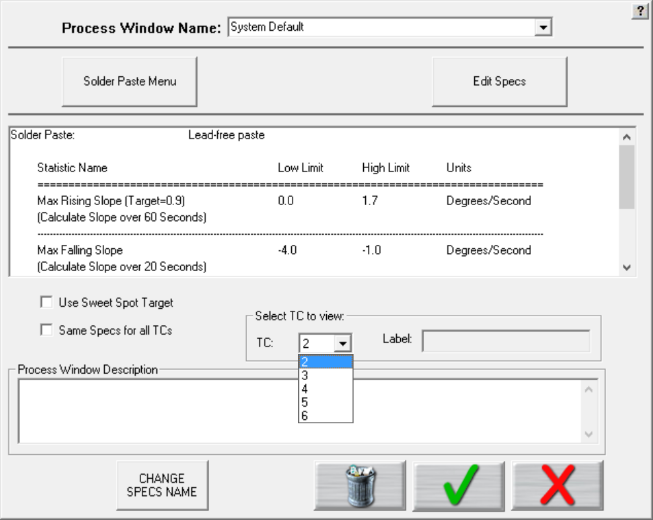 ?
Process Window Name: System Default
Solder Paste Menu
Edit Specs
Solder Paste: Lead-free paste
Statistic Name Low Limit High Limit Units
Max Rising Slope (Target=0.9) 0.0 1.7 Degrees/Second
(Calculate Slope over 60 Seconds)
Max Falling Slope -4.0 -1.0 Degrees/Second
(Calculate Slope over 20 Seconds)
Use Sweet Spot Target
Same Specs for all TCs
Select TC to view:
TC: 2 Label:
2
3
4
5
6
Process Window Description
CHANGE
SPECS NAME